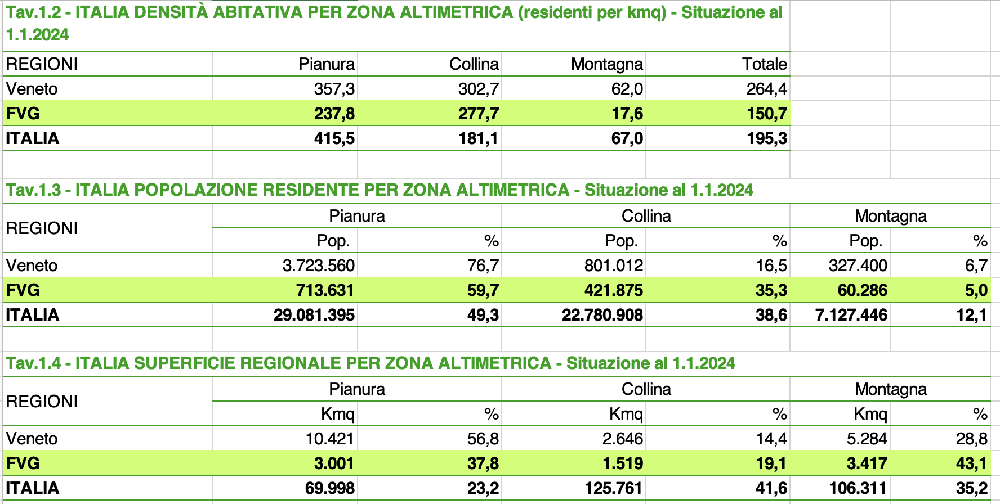 Tav.1.2 - ITALIA DENSITÀ ABITATIVA PER ZONA ALTIMETRICA (residenti per kmq) - Situazione al
1.1.2024
REGIONI Pianura Collina Montagna Totale
Veneto 357,3 302,7 62,0 264,4
FVG 237,8 277,7 17,6 150,7
ITALIA 415,5 181,1 67,0 195,3
Tav.1.3 - ITALIA POPOLAZIONE RESIDENTE PER ZONA ALTIMETRICA - Situazione al 1.1.2024
REGIONI Pianura Collina Montagna
Pop. % Pop. % Pop. %
Veneto 3.723.560 76,7 801.012 16,5 327.400 6,7
FVG 713.631 59,7 421.875 35,3 60.286 5,0
ITALIA 29.081.395 49,3 22.780.908 38,6 7.127.446 12,1
Tav.1.4 - ITALIA SUPERFICIE REGIONALE PER ZONA ALTIMETRICA - Situazione al 1.1.2024
REGIONI Pianura Collina Montagna
Kmq % Kmq % Kmq %
Veneto 10.421 56,8 2.646 14,4 5.284 28,8
FVG 3.001 37,8 1.519 19,1 3.417 43,1
ITALIA 69.998 23,2 125.761 41,6 106.311 35,2